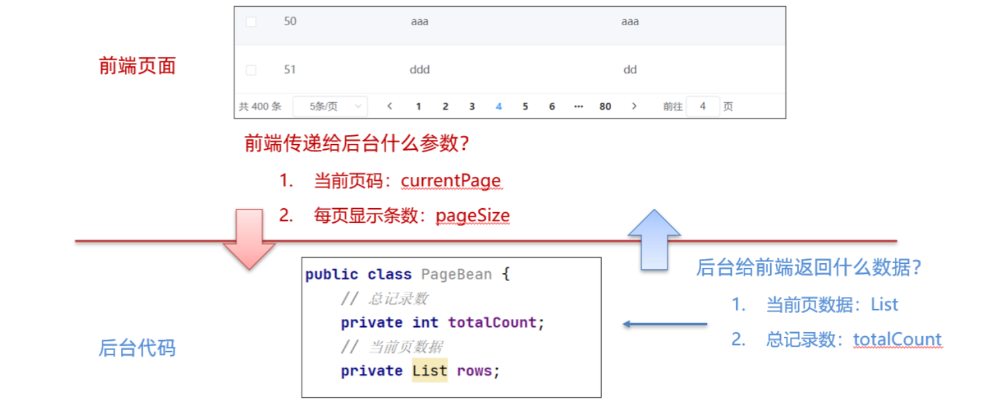 50 aaa aaa
前端页面
51 ddd dd
共 400 条 5条/页 < 1 2 3 4 5 6 ··· 80 > 前往 4 页
前端传递给后台什么参数？
1. 当前页码：currentPage
2. 每页显示条数：pageSize
后台给前端返回什么数据？
1. 当前页数据：List
2. 总记录数：totalCount
public class PageBean {
// 总记录数
private int totalCount;
// 当前页数据
private List rows;
后台代码